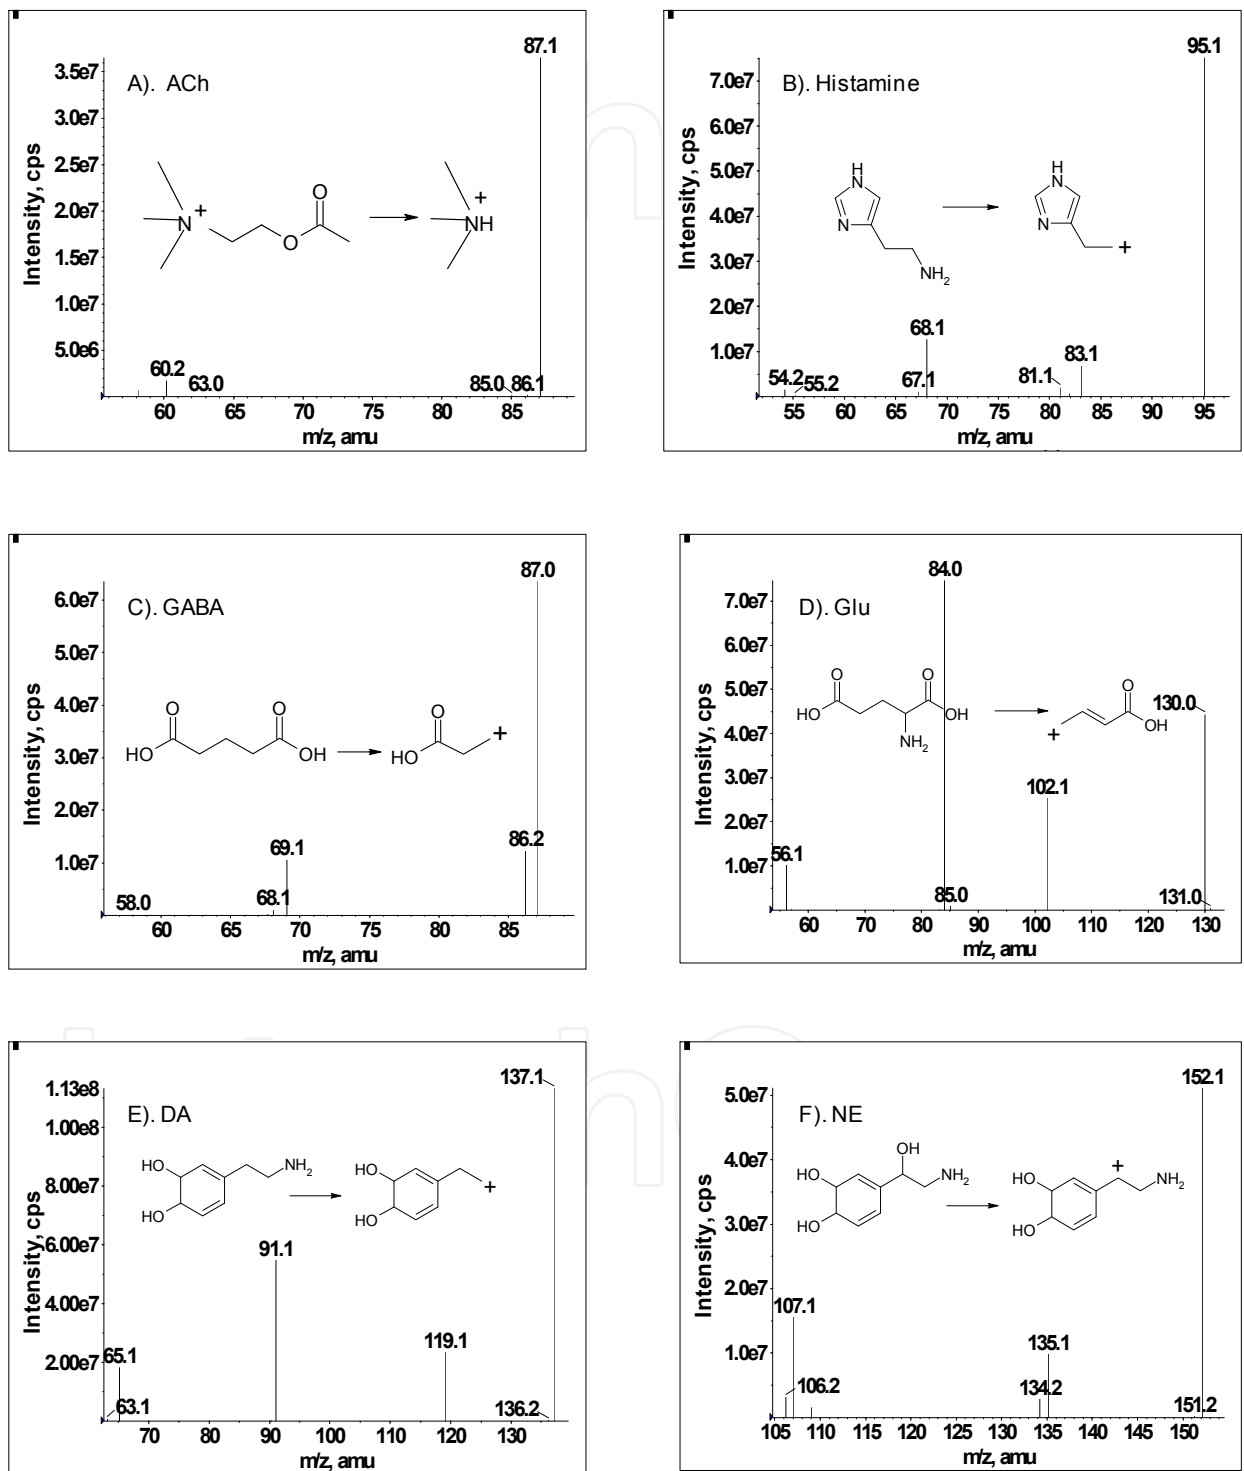 A). ACh
87.1
3.5e7
3.0e7
2.5e7
2.0e7
1.5e7
1.0e7
5.0e6
Intensity, cps
N
+
O
O
+
NH
60.2
63.0
85.0
86.1
60 65 70 75 80 85
m/z, amu
B). Histamine
95.1
7.0e7
6.0e7
5.0e7
4.0e7
3.0e7
2.0e7
1.0e7
Intensity, cps
H
N
N
NH2
H
N
N
+
54.2
55.2
67.1
68.1
81.1
83.1
55 60 65 70 75 80 85 90 95
m/z, amu
C). GABA
87.0
6.0e7
5.0e7
4.0e7
3.0e7
2.0e7
1.0e7
Intensity, cps
O
O
HO
OH
O
HO
+
58.0
68.1
69.1
86.2
60 65 70 75 80 85
m/z, amu
D). Glu
84.0
7.0e7
6.0e7
5.0e7
4.0e7
3.0e7
2.0e7
1.0e7
Intensity, cps
O
O
HO
OH
NH2
O
OH
+
130.0
102.1
56.1
85.0
131.0
60 70 80 90 100 110 120 130
m/z, amu
E). DA
137.1
1.13e8
1.00e8
8.00e7
6.00e7
4.00e7
2.00e7
Intensity, cps
HO
HO
NH2
HO
HO
+
91.1
119.1
65.1
63.1
136.2
70 80 90 100 110 120 130
m/z, amu
F). NE
152.1
5.0e7
4.0e7
3.0e7
2.0e7
1.0e7
Intensity, cps
OH
HO
HO
NH2
+
HO
HO
NH2
107.1
106.2
135.1
134.2
151.2
105 110 115 120 125 130 135 140 145 150
m/z, amu